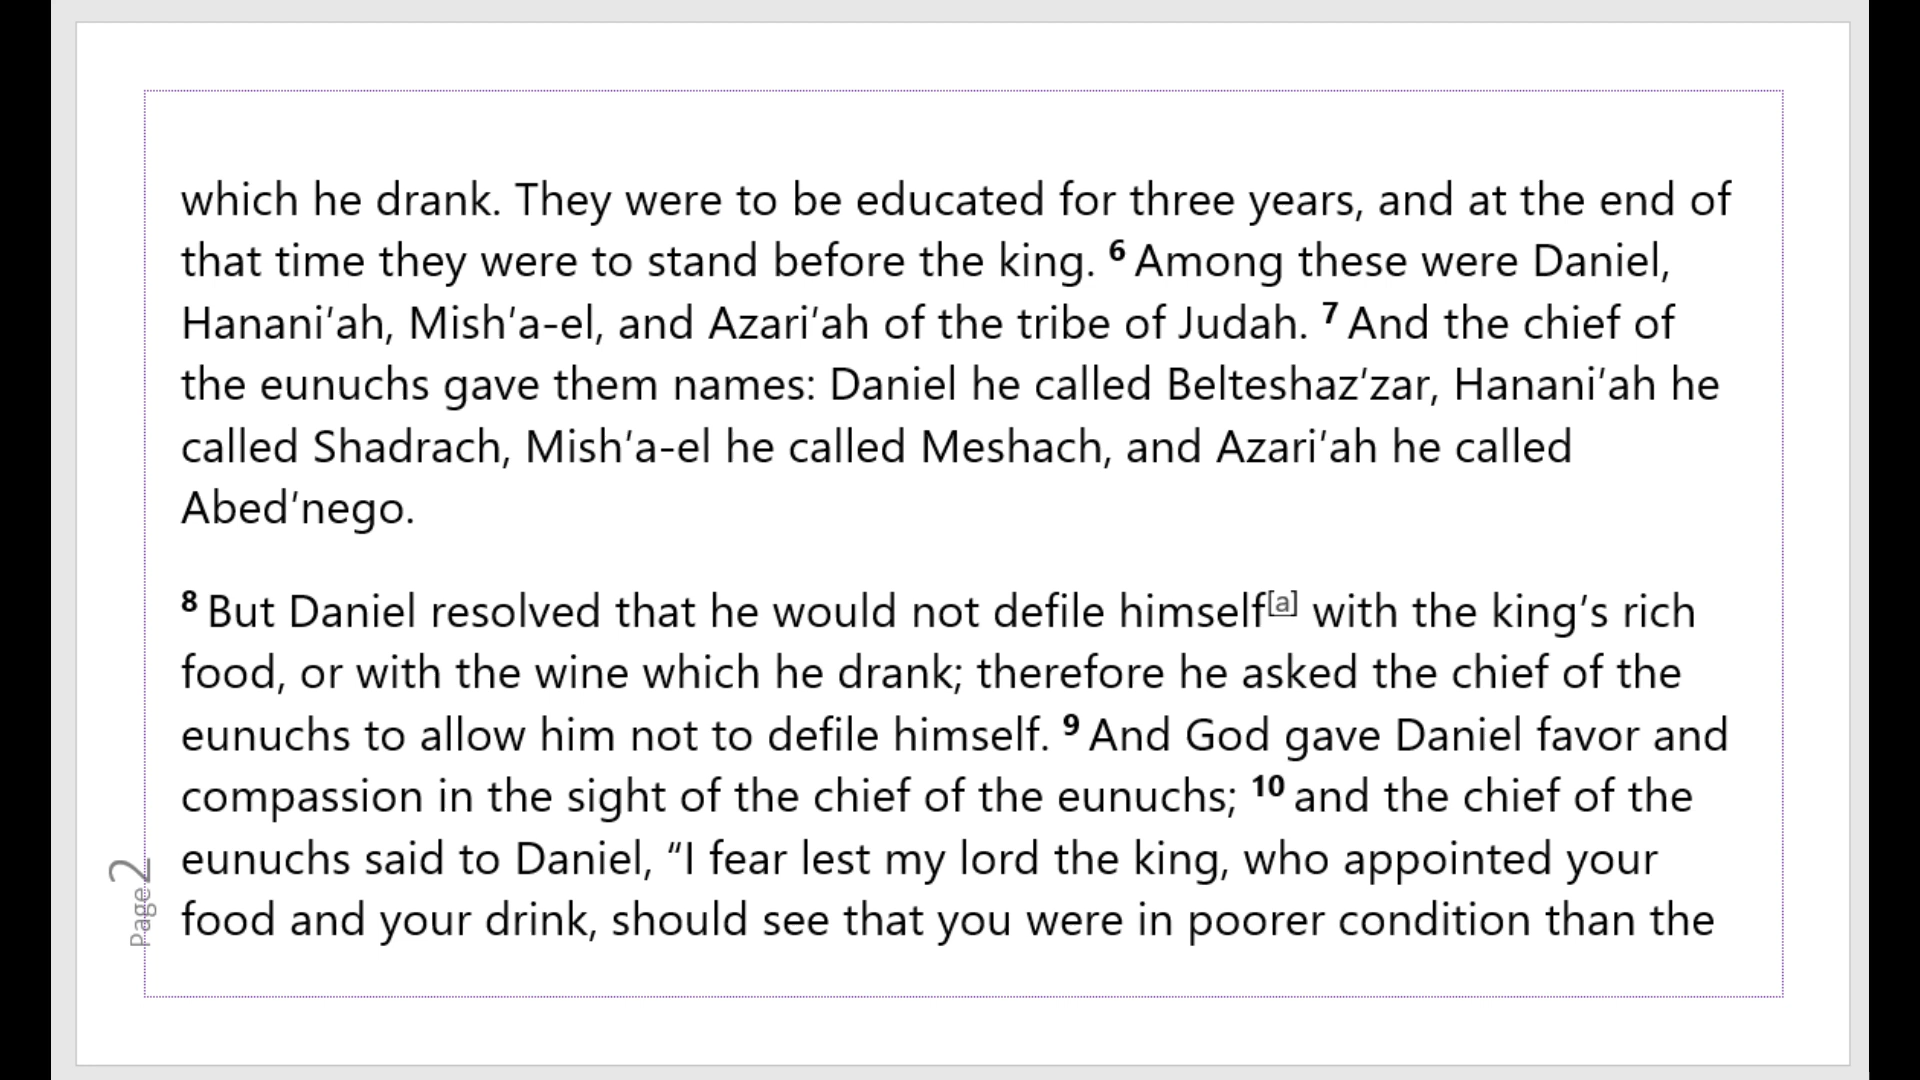 which he drank. They were to be educated for three years, and at the end of
that time they were to stand before the king. 6 Among these were Daniel,
Hanani′ah, Mish′a-el, and Azari′ah of the tribe of Judah. 7 And the chief of
the eunuchs gave them names: Daniel he called Belteshaz′zar, Hanani′ah he
called Shadrach, Mish′a-el he called Meshach, and Azari′ah he called
Abed′nego.
8 But Daniel resolved that he would not defile himself[a] with the king’s rich
food, or with the wine which he drank; therefore he asked the chief of the
eunuchs to allow him not to defile himself. 9 And God gave Daniel favor and
compassion in the sight of the chief of the eunuchs; 10 and the chief of the
eunuchs said to Daniel, “I fear lest my lord the king, who appointed your
food and your drink, should see that you were in poorer condition than the
Page 2